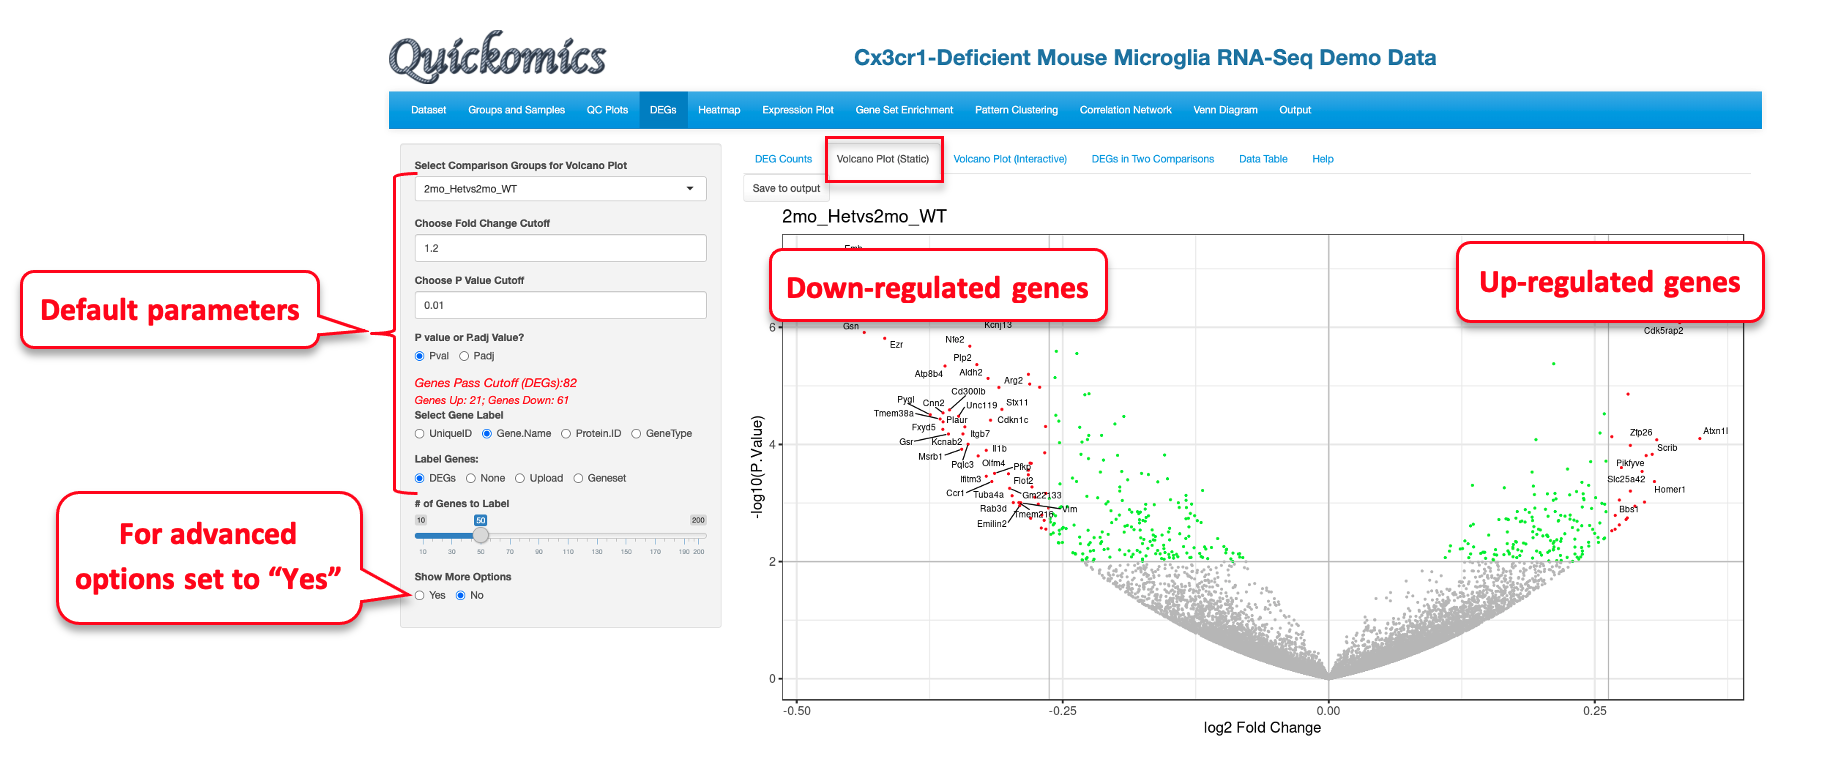 Quickomics
Cx3cr1-Deficient Mouse Microglia RNA-Seq Demo Data
Dataset Groups and Samples QC Plots DEGs Heatmap Expression Plot Gene Set Enrichment Pattern Clustering Correlation Network Venn Diagram Output
Select Comparison Groups for Volcano Plot
2mo_Hetvs2mo_WT
Choose Fold Change Cutoff
1.2
Choose P Value Cutoff
0.01
P value or P.adj Value?
Pval Padj
Genes Pass Cutoff (DEGs):82
Genes Up: 21; Genes Down: 61
Select Gene Label
UniqueID Gene.Name Protein.ID GeneType
Label Genes:
DEGs None Upload Geneset
# of Genes to Label
10 50 200
10 30 50 70 90 110 130 150 170 190 200
Show More Options
Yes No
Default parameters
For advanced
options set to “Yes”
DEG Counts Volcano Plot (Static) Volcano Plot (Interactive) DEGs in Two Comparisons Data Table Help
Save to output
2mo_Hetvs2mo_WT
Down-regulated genes
Up-regulated genes
Kcnj13
Cdk5rap2
Gsn
Ezr
Nfe2
Plp2
Atp8b4
Aldh2
Arg2
Cd300lb
Pygl
Cnn2
Unc119
Stx11
Tmem38a
Plaur
Cdkn1c
Fxyd5
Itgb7
Gsr
Kcnab2
Il1b
Msrb1
Pqlc3
Olfm4
Pfkp
Ifitm3
Flot2
Ccr1
Tuba4a
Gm22133
Rab3d
Tmem216
Vim
Emilin2
Zfp26
Atxn1l
Scrib
Pikfyve
Slc25a42
Homer1
Bbs1
-log10(P.Value)
6
4
2
0
-0.50 -0.25 0.00 0.25
log2 Fold Change